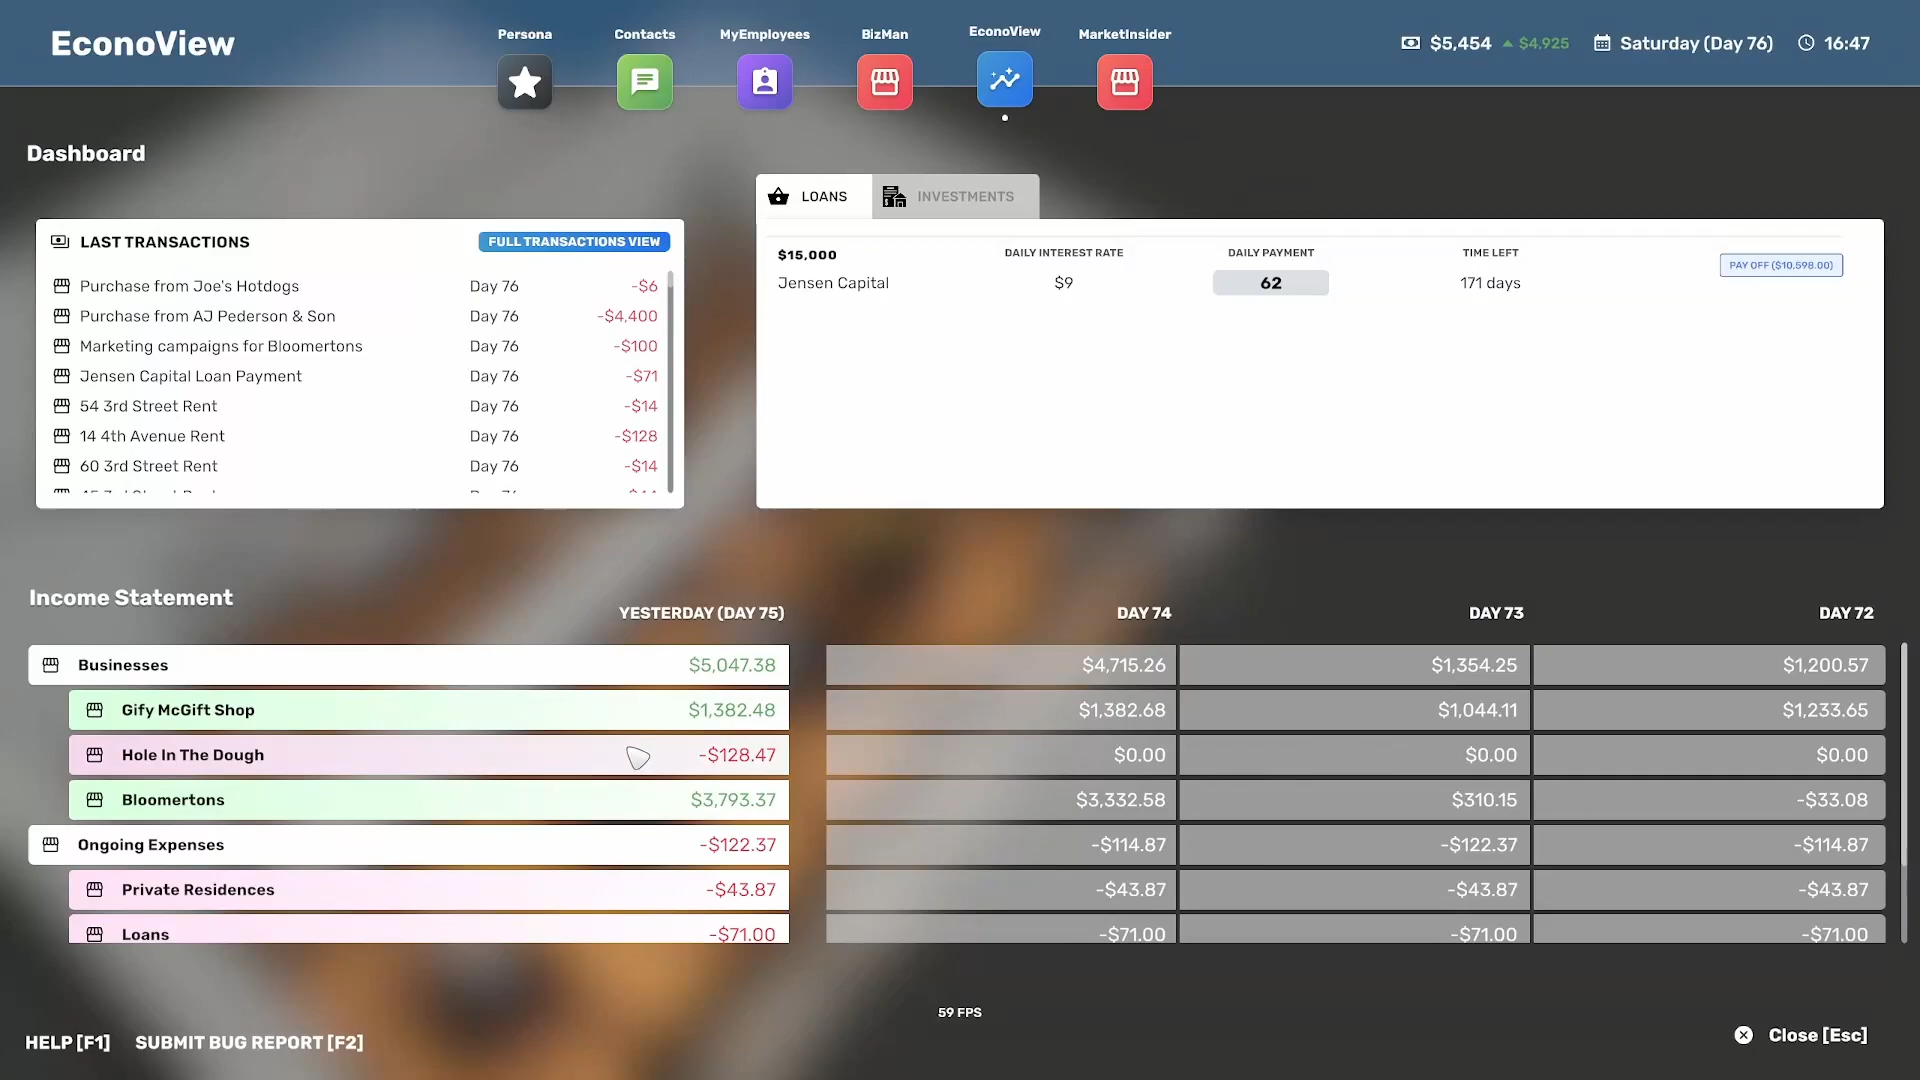 EconoView
Persona
Contacts
MyEmployees
BizMan
EconoView
MarketInsider
$5,454 $4,925 Saturday (Day 76) 16:47
Dashboard
LOANS
INVESTMENTS
LAST TRANSACTIONS FULL TRANSACTIONS VIEW
Purchase from Joe's Hotdogs Day 76 -$6
Purchase from AJ Pederson & Son Day 76 -$4,400
Marketing campaigns for Bloomertons Day 76 -$100
Jensen Capital Loan Payment Day 76 -$71
54 3rd Street Rent Day 76 -$14
14 4th Avenue Rent Day 76 -$128
60 3rd Street Rent Day 76 -$14
$15,000 DAILY INTEREST RATE DAILY PAYMENT TIME LEFT PAY OFF ($10,598.00)
Jensen Capital $9 62 171 days
Income Statement
YESTERDAY (DAY 75) DAY 74 DAY 73 DAY 72
Businesses $5,047.38 $4,715.26 $1,354.25 $1,200.57
Gify McGift Shop $1,382.48 $1,382.68 $1,044.11 $1,233.65
Hole In The Dough -$128.47 $0.00 $0.00 $0.00
Bloomertons $3,793.37 $3,332.58 $310.15 -$33.08
Ongoing Expenses -$122.37 -$114.87 -$122.37 -$114.87
Private Residences -$43.87 -$43.87 -$43.87 -$43.87
Loans -$71.00 -$71.00 -$71.00 -$71.00
59 FPS
HELP [F1] SUBMIT BUG REPORT [F2]
Close [Esc]